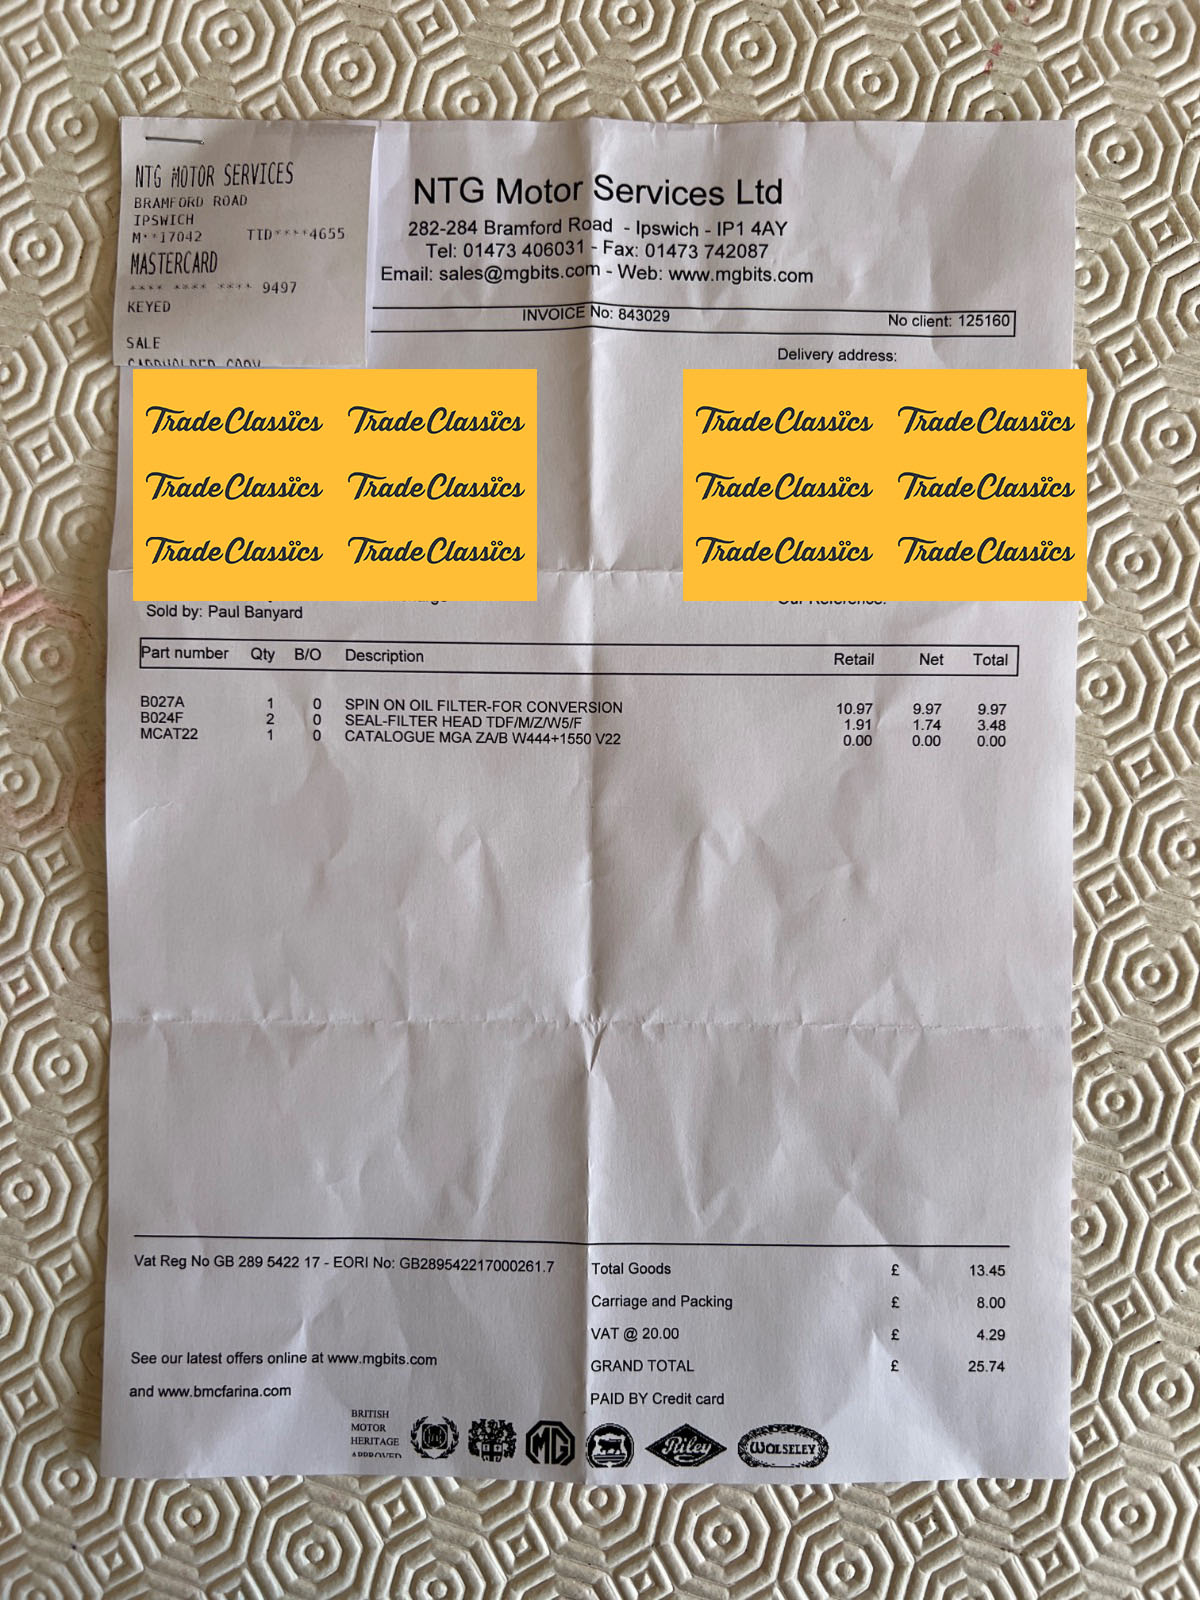 NTG MOTOR SERVICES
BRAMFORD ROAD
IPSWICH
M**17042 TID****4655
MASTERCARD
**** **** **** 9497
KEYED
SALE
CARDHOLDER COPY
NTG Motor Services Ltd
282-284 Bramford Road - Ipswich - IP1 4AY
Tel: 01473 406031 - Fax: 01473 742087
Email: sales@mgbits.com - Web: www.mgbits.com
INVOICE No: 843029 No client: 125160
Delivery address:
Trade Classics Trade Classics Trade Classics Trade Classics
Trade Classics Trade Classics Trade Classics Trade Classics
Trade Classics Trade Classics Trade Classics Trade Classics
Our Reference:
Sold by: Paul Banyard
Part number Qty B/O Description Retail Net Total
B027A 1 0 SPIN ON OIL FILTER-FOR CONVERSION 10.97 9.97 9.97
B024F 2 0 SEAL-FILTER HEAD TDF/M/Z/W5/F 1.91 1.74 3.48
MCAT22 1 0 CATALOGUE MGA ZA/B W444+1550 V22 0.00 0.00 0.00
Vat Reg No GB 289 5422 17 - EORI No: GB289542217000261.7
Total Goods £ 13.45
Carriage and Packing £ 8.00
VAT @ 20.00 £ 4.29
See our latest offers online at www.mgbits.com
GRAND TOTAL £ 25.74
and www.bmcfarina.com
PAID BY Credit card
BRITISH
MOTOR
HERITAGE
APPROVED
MG
Riley
WOLSELEY